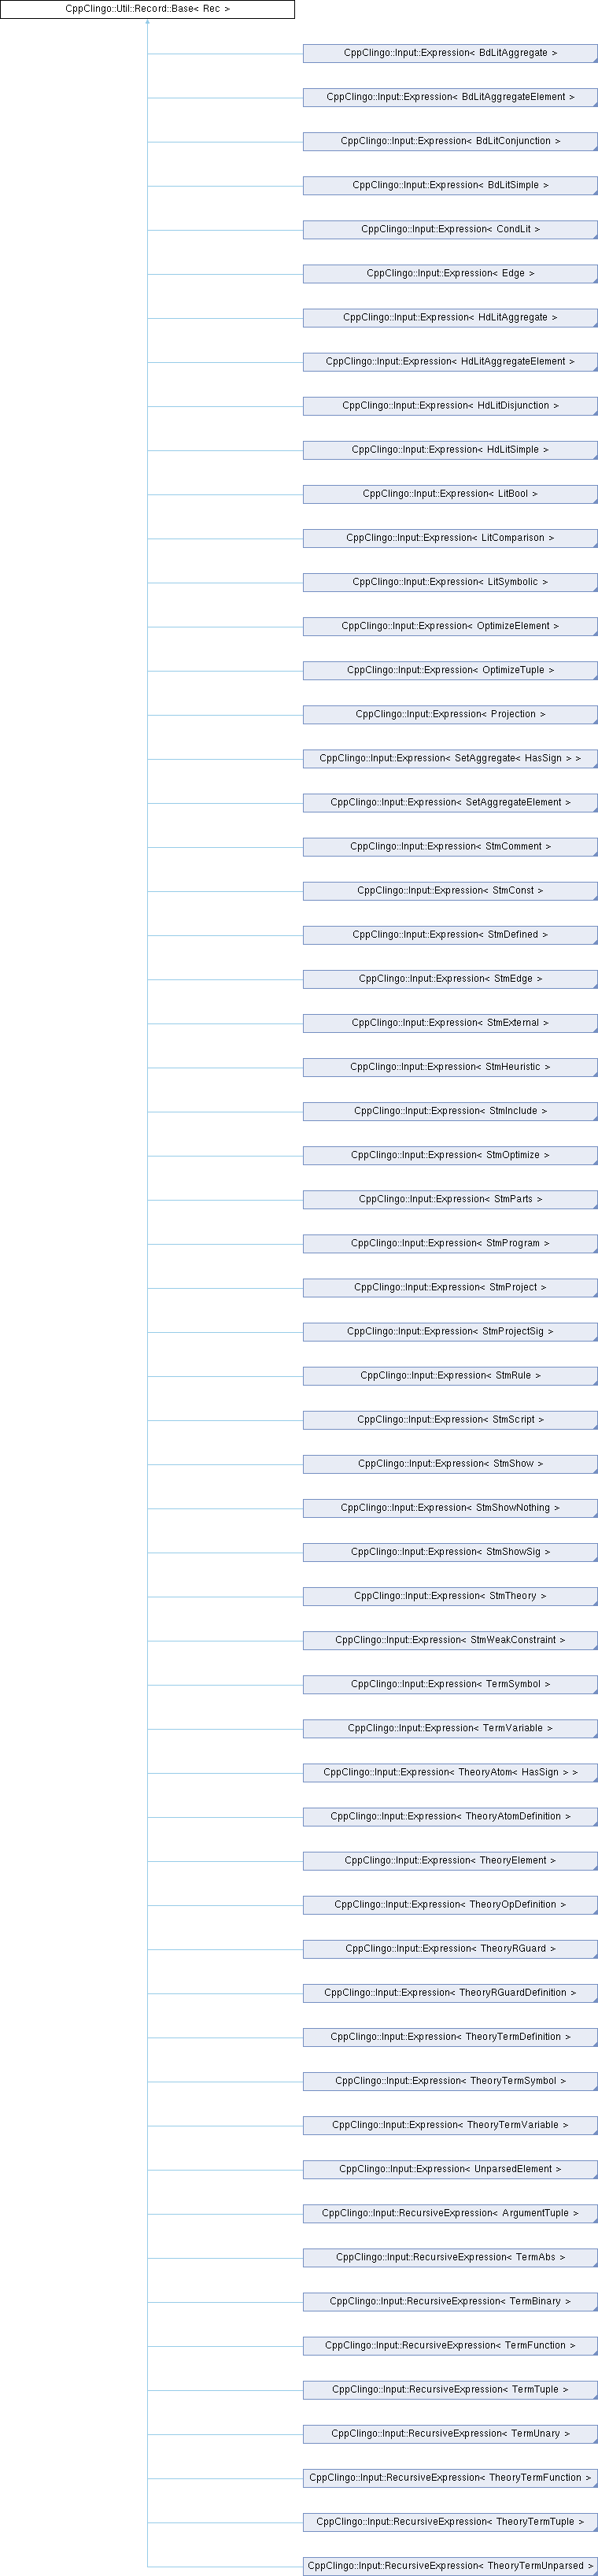 CppClingo::Util::Record::Base< Rec >
CppClingo::Input::Expression< BdLitAggregate >
CppClingo::Input::Expression< BdLitAggregateElement >
CppClingo::Input::Expression< BdLitConjunction >
CppClingo::Input::Expression< BdLitSimple >
CppClingo::Input::Expression< CondLit >
CppClingo::Input::Expression< Edge >
CppClingo::Input::Expression< HdLitAggregate >
CppClingo::Input::Expression< HdLitAggregateElement >
CppClingo::Input::Expression< HdLitDisjunction >
CppClingo::Input::Expression< HdLitSimple >
CppClingo::Input::Expression< LitBool >
CppClingo::Input::Expression< LitComparison >
CppClingo::Input::Expression< LitSymbolic >
CppClingo::Input::Expression< OptimizeElement >
CppClingo::Input::Expression< OptimizeTuple >
CppClingo::Input::Expression< Projection >
CppClingo::Input::Expression< SetAggregate< HasSign > >
CppClingo::Input::Expression< SetAggregateElement >
CppClingo::Input::Expression< StmComment >
CppClingo::Input::Expression< StmConst >
CppClingo::Input::Expression< StmDefined >
CppClingo::Input::Expression< StmEdge >
CppClingo::Input::Expression< StmExternal >
CppClingo::Input::Expression< StmHeuristic >
CppClingo::Input::Expression< StmInclude >
CppClingo::Input::Expression< StmOptimize >
CppClingo::Input::Expression< StmParts >
CppClingo::Input::Expression< StmProgram >
CppClingo::Input::Expression< StmProject >
CppClingo::Input::Expression< StmProjectSig >
CppClingo::Input::Expression< StmRule >
CppClingo::Input::Expression< StmScript >
CppClingo::Input::Expression< StmShow >
CppClingo::Input::Expression< StmShowNothing >
CppClingo::Input::Expression< StmShowSig >
CppClingo::Input::Expression< StmTheory >
CppClingo::Input::Expression< StmWeakConstraint >
CppClingo::Input::Expression< TermSymbol >
CppClingo::Input::Expression< TermVariable >
CppClingo::Input::Expression< TheoryAtom< HasSign > >
CppClingo::Input::Expression< TheoryAtomDefinition >
CppClingo::Input::Expression< TheoryElement >
CppClingo::Input::Expression< TheoryOpDefinition >
CppClingo::Input::Expression< TheoryRGuard >
CppClingo::Input::Expression< TheoryRGuardDefinition >
CppClingo::Input::Expression< TheoryTermDefinition >
CppClingo::Input::Expression< TheoryTermSymbol >
CppClingo::Input::Expression< TheoryTermVariable >
CppClingo::Input::Expression< UnparsedElement >
CppClingo::Input::RecursiveExpression< ArgumentTuple >
CppClingo::Input::RecursiveExpression< TermAbs >
CppClingo::Input::RecursiveExpression< TermBinary >
CppClingo::Input::RecursiveExpression< TermFunction >
CppClingo::Input::RecursiveExpression< TermTuple >
CppClingo::Input::RecursiveExpression< TermUnary >
CppClingo::Input::RecursiveExpression< TheoryTermFunction >
CppClingo::Input::RecursiveExpression< TheoryTermTuple >
CppClingo::Input::RecursiveExpression< TheoryTermUnparsed >